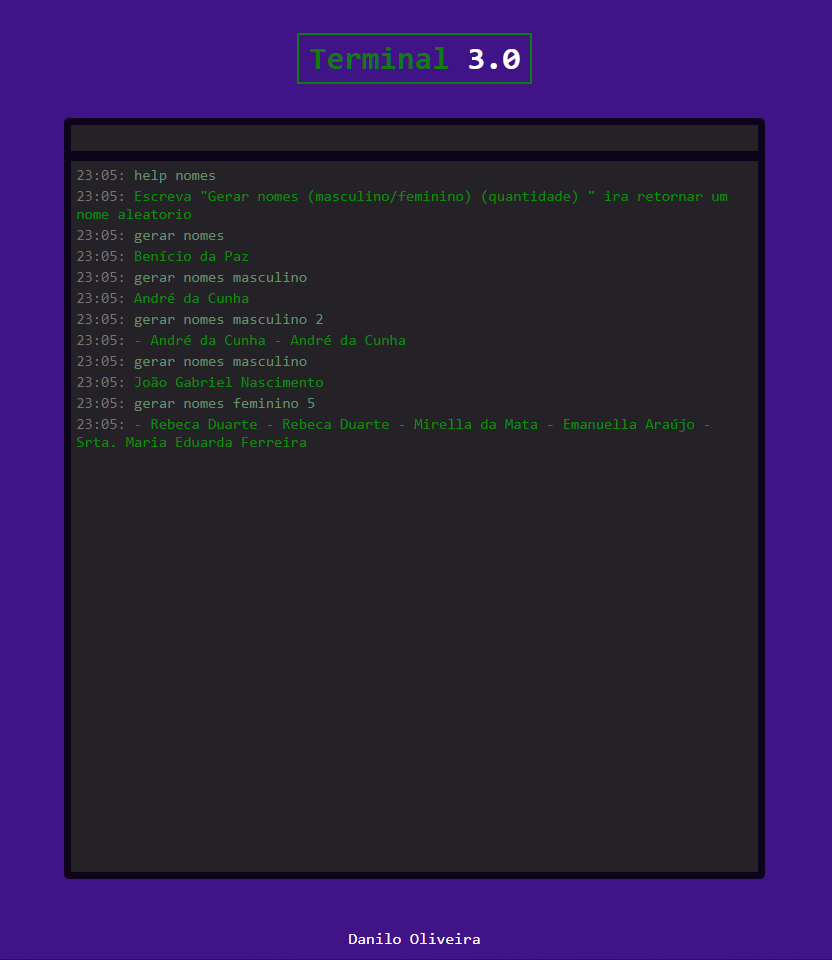 Terminal 3.0
23:05: help nomes
23:05: Escreva "Gerar nomes (masculino/feminino) (quantidade) " ira retornar um
nome aleatorio
23:05: gerar nomes
23:05: Benício da Paz
23:05: gerar nomes masculino
23:05: André da Cunha
23:05: gerar nomes masculino 2
23:05: - André da Cunha - André da Cunha
23:05: gerar nomes masculino
23:05: João Gabriel Nascimento
23:05: gerar nomes feminino 5
23:05: - Rebeca Duarte - Rebeca Duarte - Mirella da Mata - Emanuella Araújo -
Srta. Maria Eduarda Ferreira
Danilo Oliveira